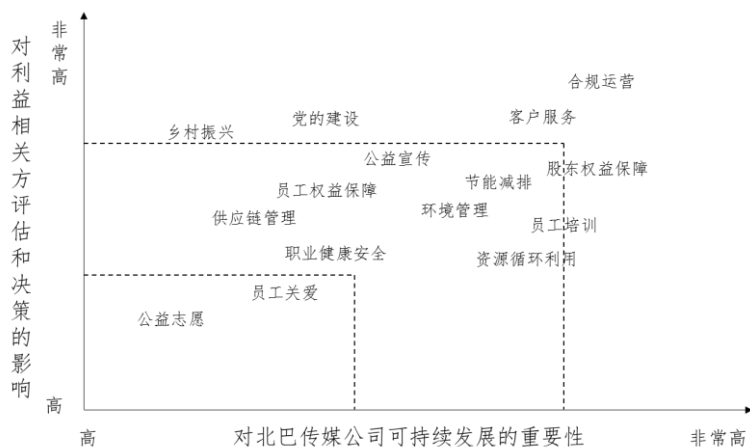 对利益相关方评估和决策的影响
非常高
合规运营
客户服务
党的建设
乡村振兴
公益宣传
股东权益保障
节能减排
员工权益保障
环境管理
供应链管理
员工培训
职业健康安全
资源循环利用
员工关爱
公益志愿
高
高
对北巴传媒公司可持续发展的重要性
非常高